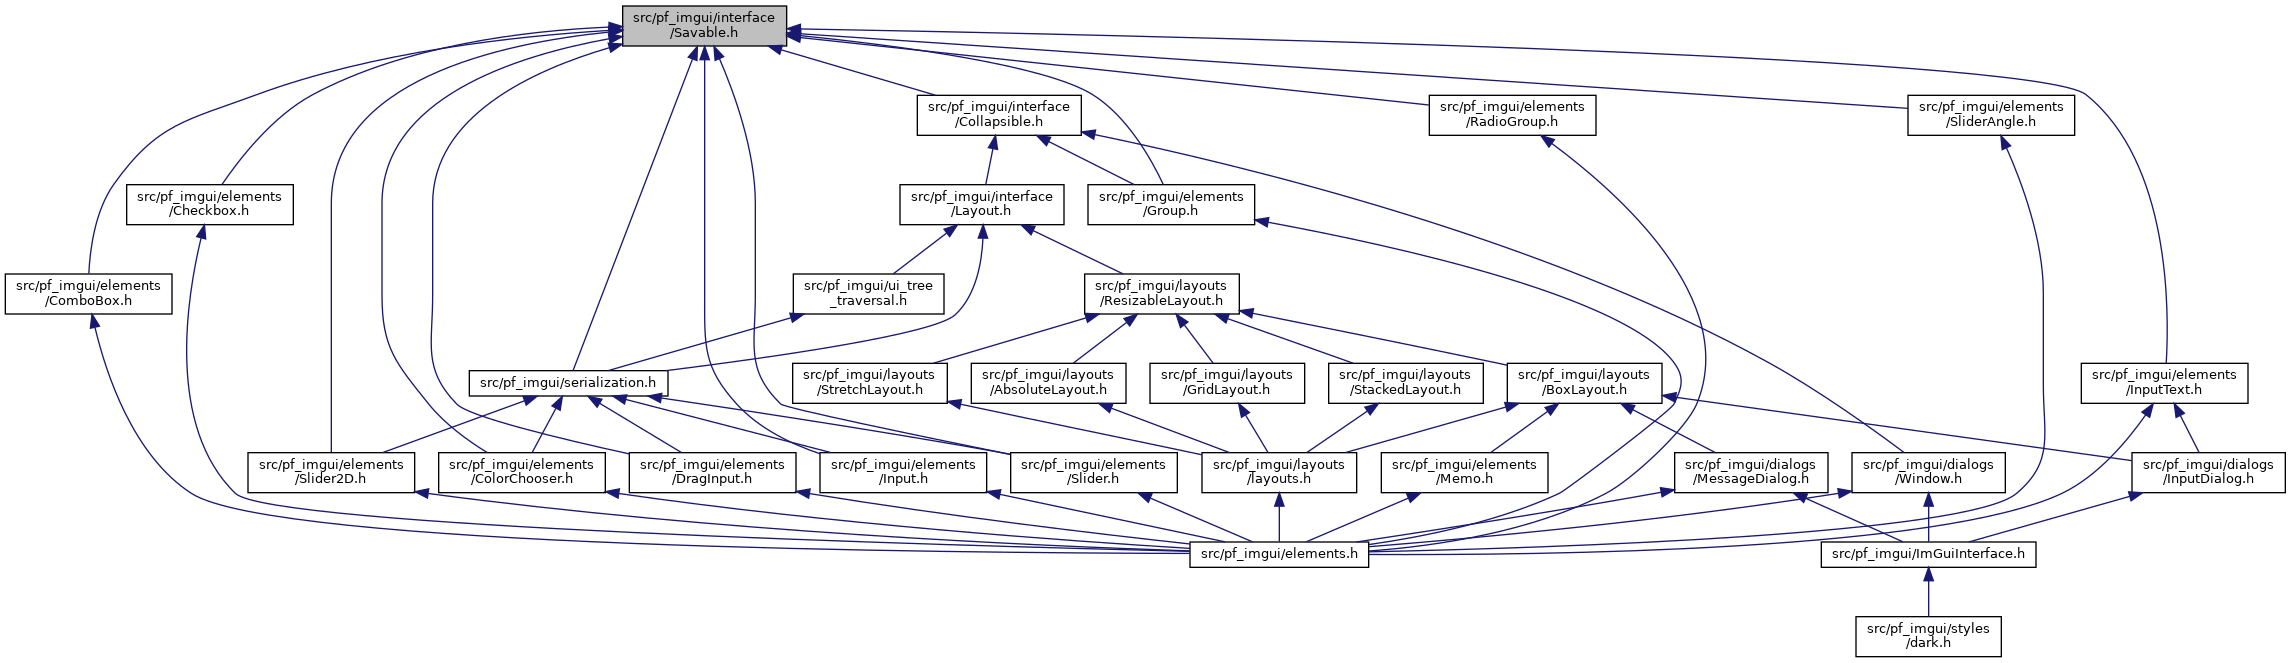 src/pf_imgui/interface
/Savable.h
src/pf_imgui/interface
/Collapsible.h
src/pf_imgui/elements
/RadioGroup.h
src/pf_imgui/elements
/SliderAngle.h
src/pf_imgui/elements
/Checkbox.h
src/pf_imgui/interface
/Layout.h
src/pf_imgui/elements
/Group.h
src/pf_imgui/elements
/ComboBox.h
src/pf_imgui/ui_tree
_traversal.h
src/pf_imgui/layouts
/ResizableLayout.h
src/pf_imgui/serialization.h
src/pf_imgui/layouts
/StretchLayout.h
src/pf_imgui/layouts
/AbsoluteLayout.h
src/pf_imgui/layouts
/GridLayout.h
src/pf_imgui/layouts
/StackedLayout.h
src/pf_imgui/layouts
/BoxLayout.h
src/pf_imgui/elements
/InputText.h
src/pf_imgui/elements
/Slider2D.h
src/pf_imgui/elements
/ColorChooser.h
src/pf_imgui/elements
/DragInput.h
src/pf_imgui/elements
/Input.h
src/pf_imgui/elements
/Slider.h
src/pf_imgui/layouts
/layouts.h
src/pf_imgui/elements
/Memo.h
src/pf_imgui/dialogs
/MessageDialog.h
src/pf_imgui/dialogs
/Window.h
src/pf_imgui/dialogs
/InputDialog.h
src/pf_imgui/elements.h
src/pf_imgui/ImGuiInterface.h
src/pf_imgui/styles
/dark.h